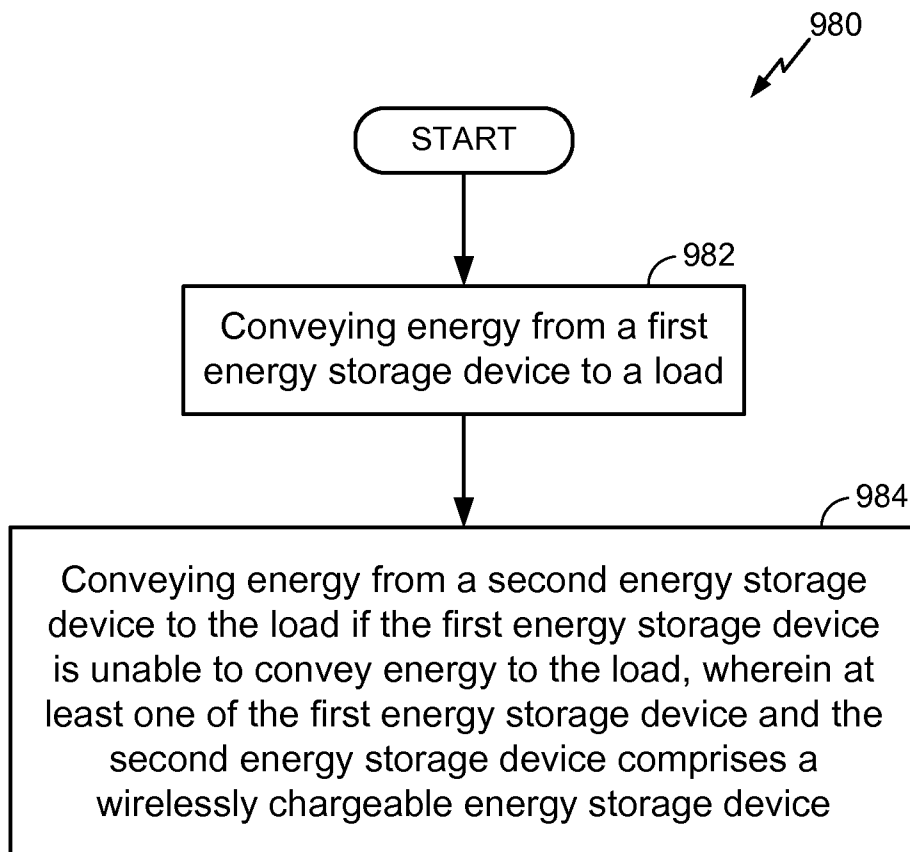 980
START
982
Conveying energy from a first
energy storage device to a load
984
Conveying energy from a second energy storage
device to the load if the first energy storage device
is unable to convey energy to the load, wherein at
least one of the first energy storage device and the
second energy storage device comprises a
wirelessly chargeable energy storage device